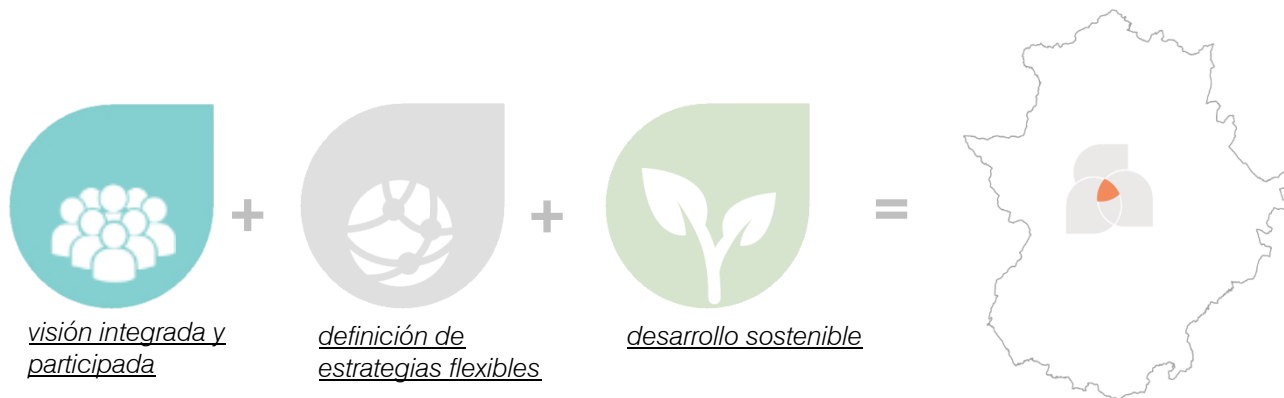 + + =
visión integrada y
participada
definición de
estrategias flexibles
desarrollo sostenible